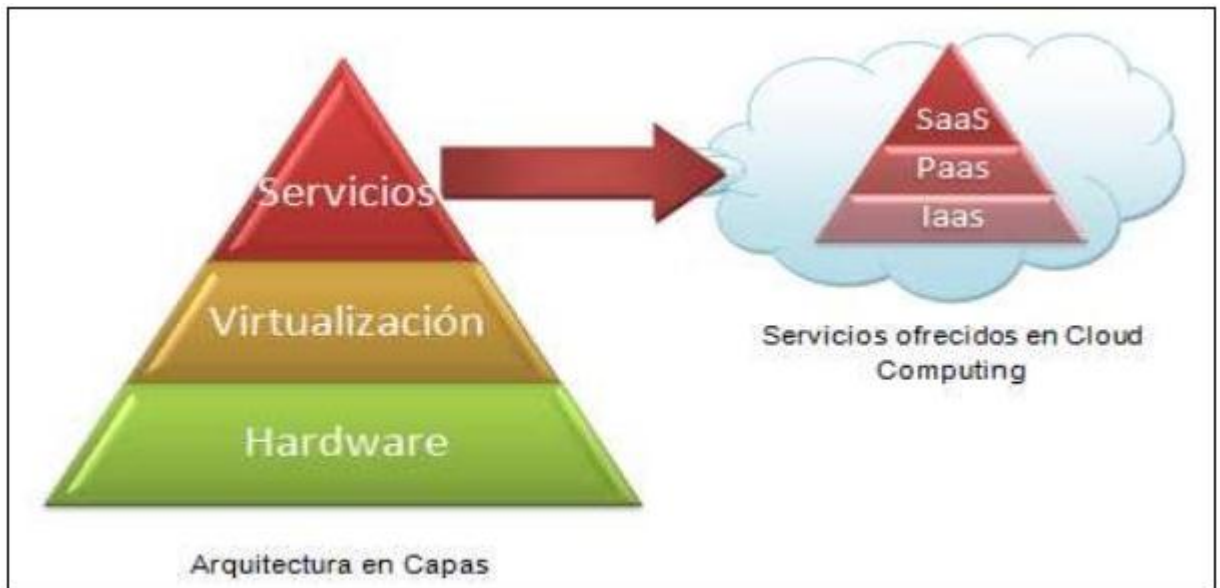 Servicios
Virtualización
Hardware
Arquitectura en Capas
SaaS
Paas
Iaas
Servicios ofrecidos en Cloud
Computing